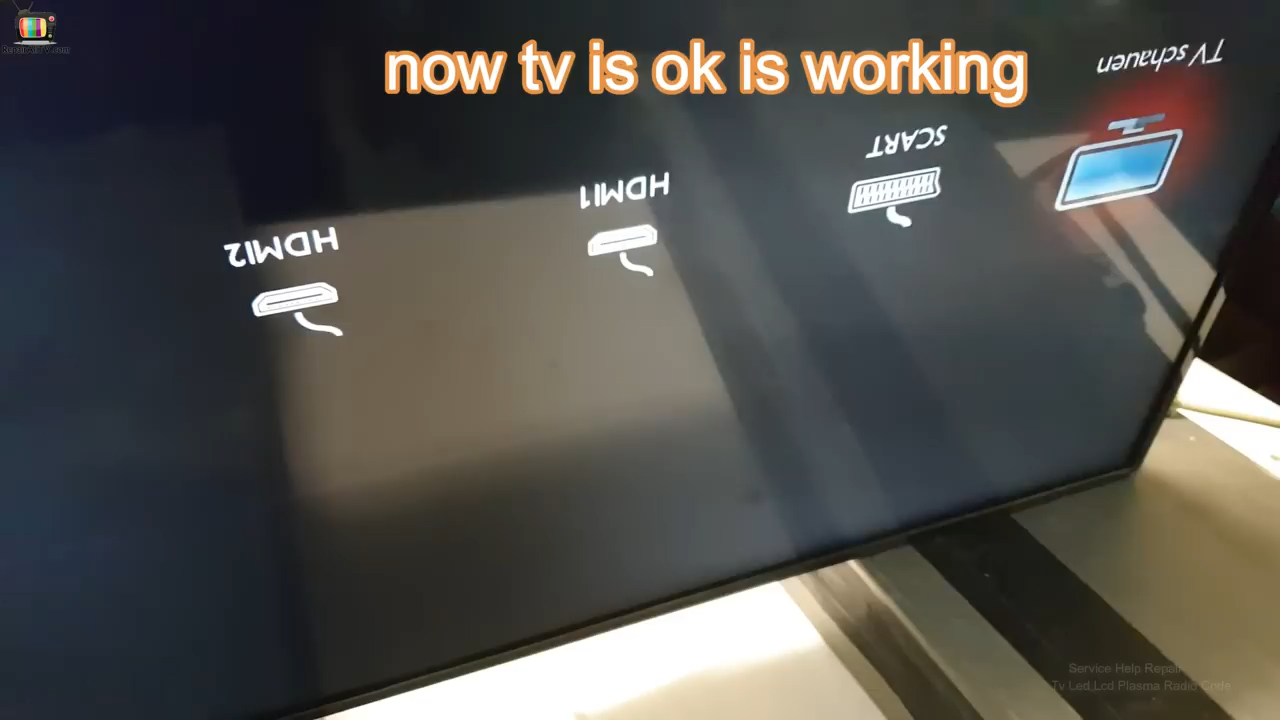 now tv is ok is working
TV schauen
SCART
HDMI1
HDMI2
Service Help Repair
Tv Led Lcd Plasma Radio Code